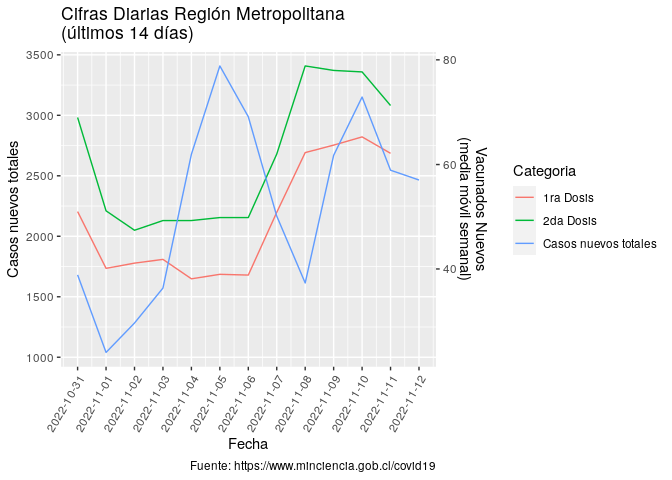 Cifras Diarias Región Metropolitana
(últimos 14 días)
Casos nuevos totales
3500
3000
2500
2000
1500
1000
80
60
40
Vacunados Nuevos
(media móvil semanal)
2022-10-31
2022-11-01
2022-11-02
2022-11-03
2022-11-04
2022-11-05
2022-11-06
2022-11-07
2022-11-08
2022-11-09
2022-11-10
2022-11-11
2022-11-12
Fecha
Categoria
1ra Dosis
2da Dosis
Casos nuevos totales
Fuente: https://www.minciencia.gob.cl/covid19